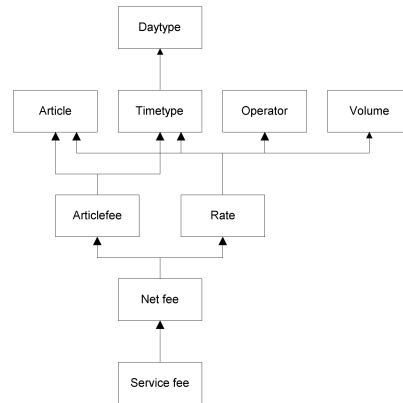 Daytype
Article
Timetype
Operator
Volume
Articlefee
Rate
Net fee
Service fee